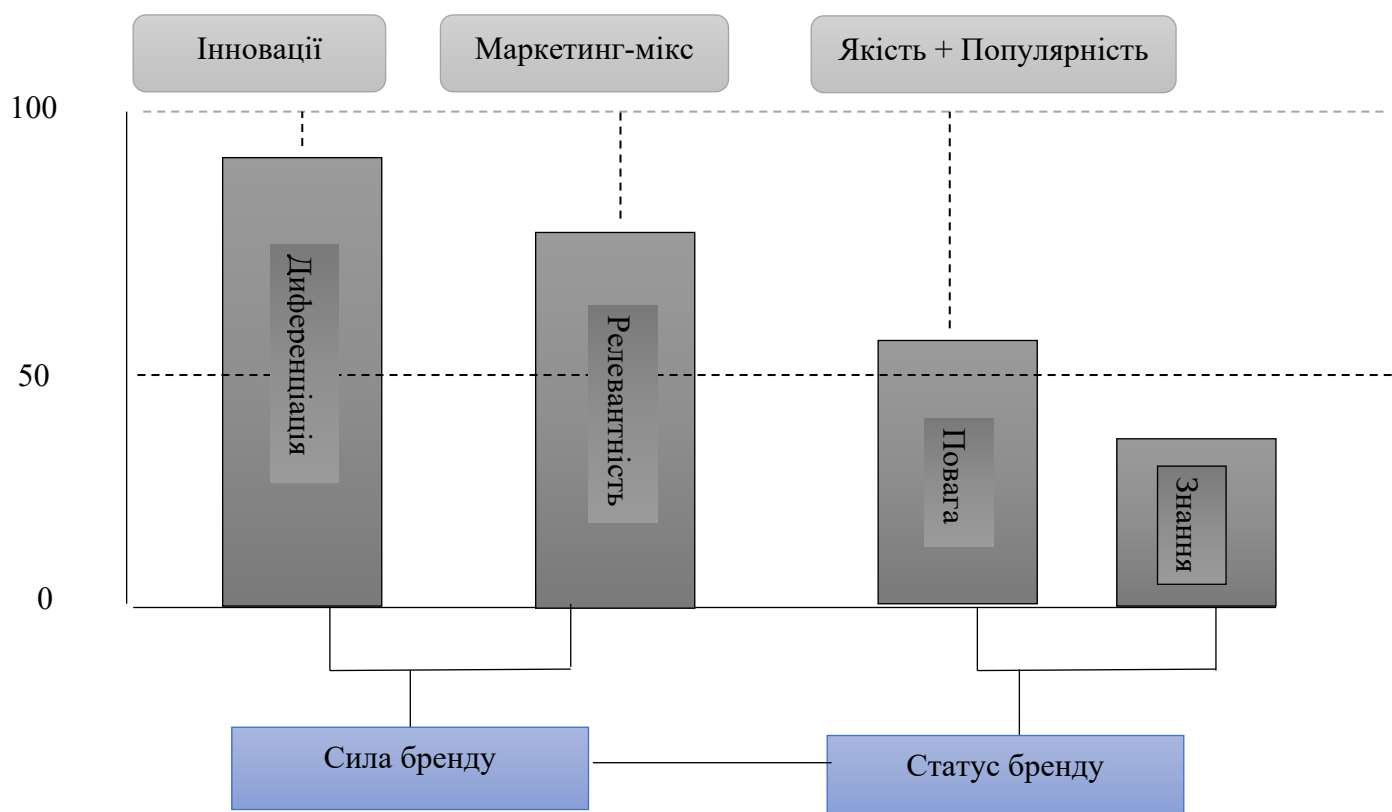 Інновації
Маркетинг-мікс
Якість + Популярність
100
50
0
Диференціація
Релевантність
Повага
Знання
Сила бренду
Статус бренду